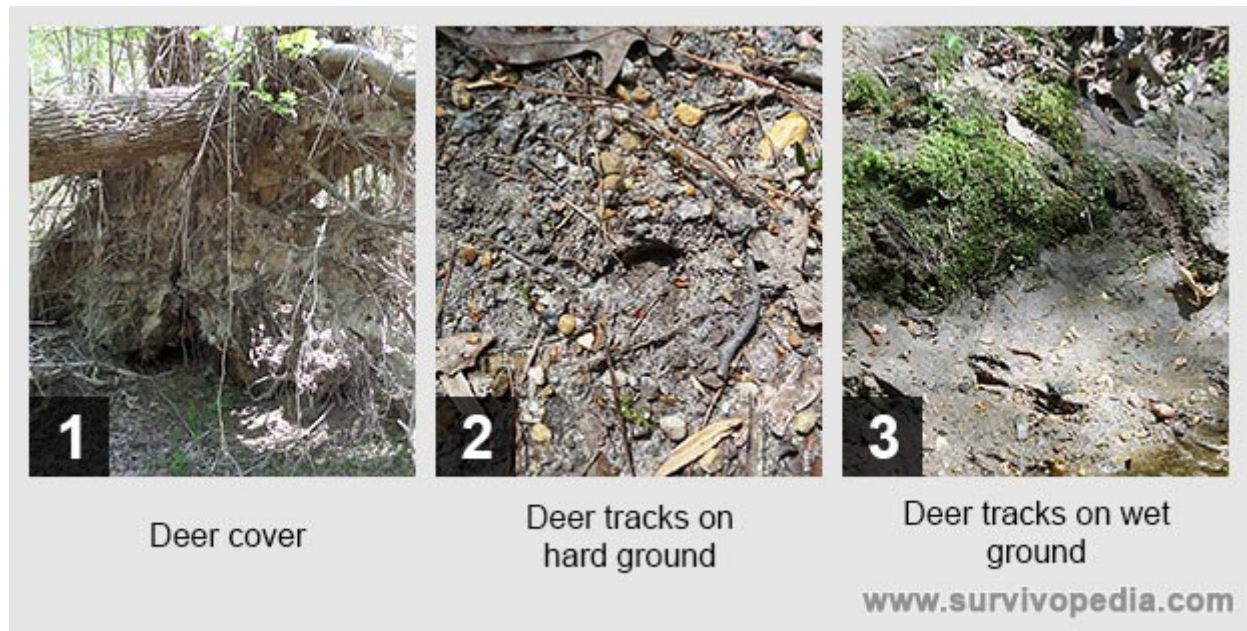 1
2
3
Deer cover
Deer tracks on
hard ground
Deer tracks on wet
ground
www.survivopedia.com